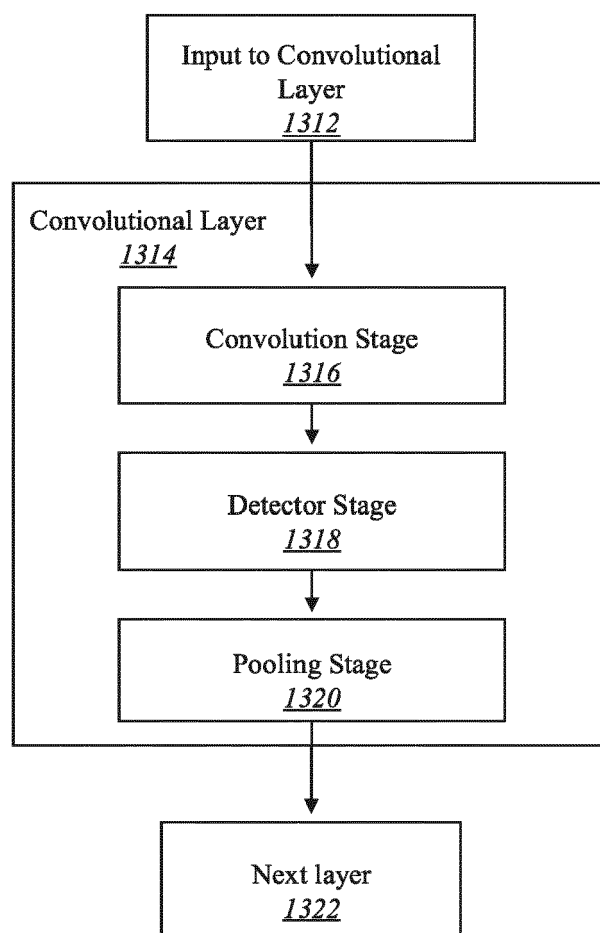 Input to Convolutional
Layer
1312
Convolutional Layer
1314
Convolution Stage
1316
Detector Stage
1318
Pooling Stage
1320
Next layer
1322